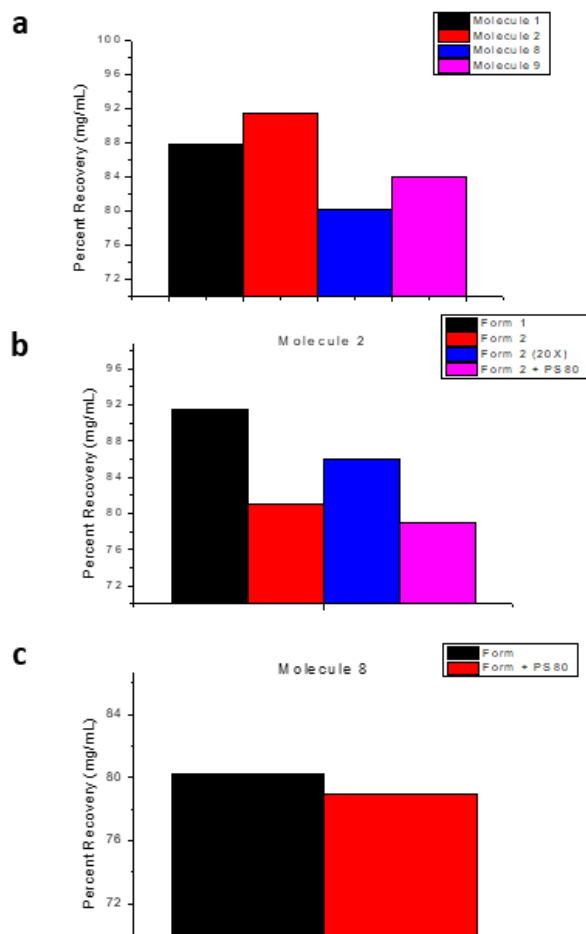 a
Molecule 1
Molecule 2
Molecule 8
Molecule 9
Percent Recovery (mg/mL)
100
96
92
88
84
80
76
72
b
Molecule 2
Form 1
Form 2
Form 2 (20X)
Form 2 + PS80
Percent Recovery (mg/mL)
96
92
84
80
76
72
c
Molecule 8
Form
Form + PS80
Percent Recovery (mg/mL)
84
80
76
72